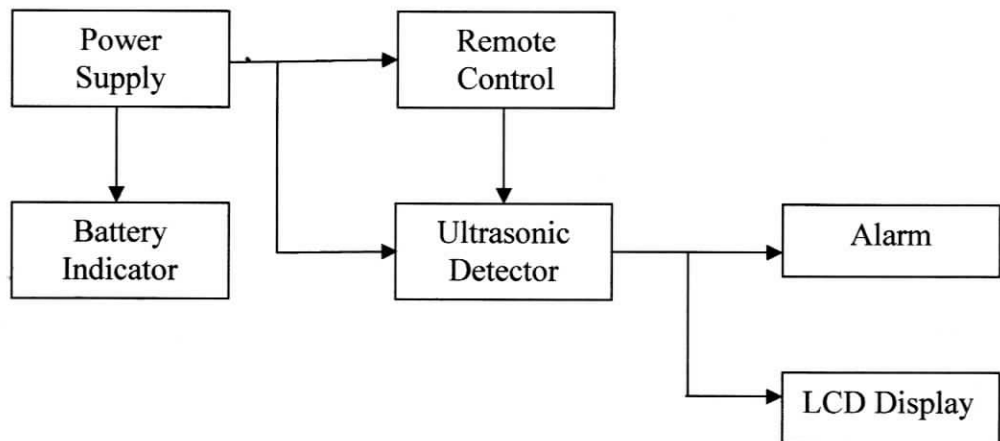 Power
Supply
Remote
Control
Battery
Indicator
Ultrasonic
Detector
Alarm
LCD Display